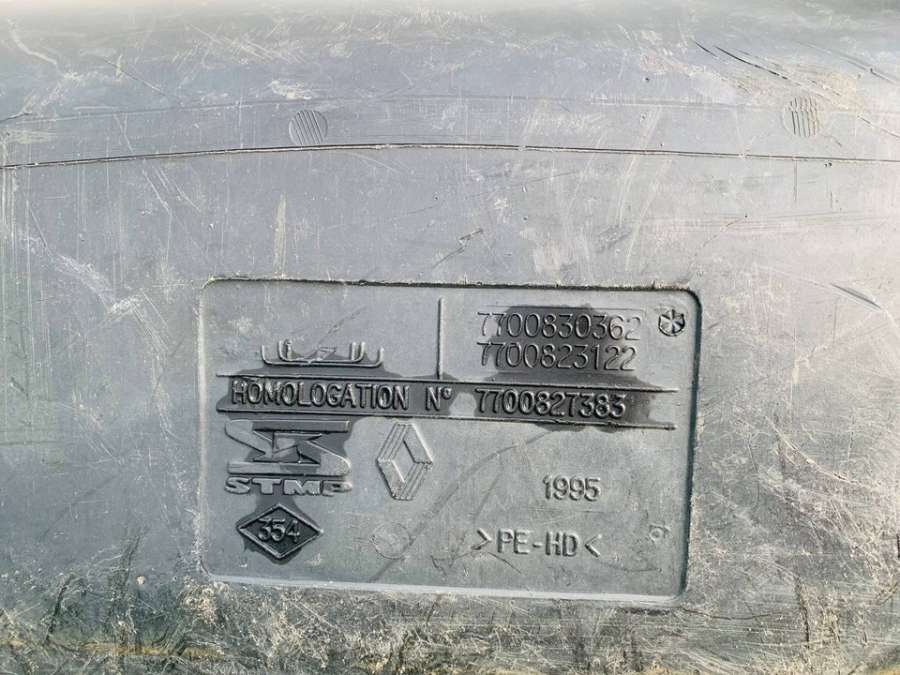 7700830362
7700823122
HOMOLOGATION N° 7700827383
STMP
1995
354
>PE-HD<